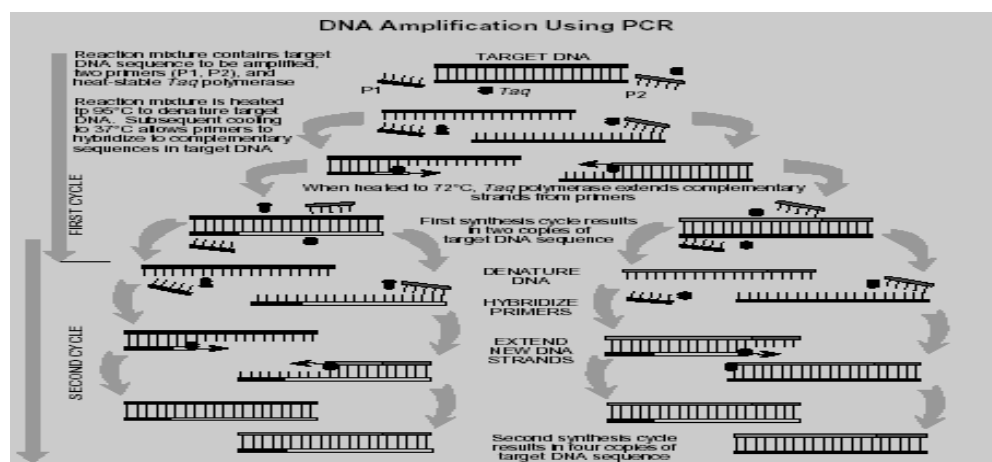 DNA Amplification Using PCR
Reaction mixture contains target
DNA sequence to be amplified,
two primers (P1, P2), and
heat-stable Taq polymerase
TARGET DNA
P1
Taq
P2
Reaction mixture is heated
tp 95°C to denature target
DNA. Subsequent cooling
to 37°C allows primers to
hybridize to complementary
sequences in target DNA
When heated to 72°C, Taq polymerase extends complementary
strands from primers
FIRST CYCLE
First synthesis cycle results
in two copies of
target DNA sequence
DENATURE
DNA
HYBRIDIZE
PRIMERS
SECOND CYCLE
EXTEND
NEW DNA
STRANDS
Second synthesis cycle
results in four copies of
target DNA sequence